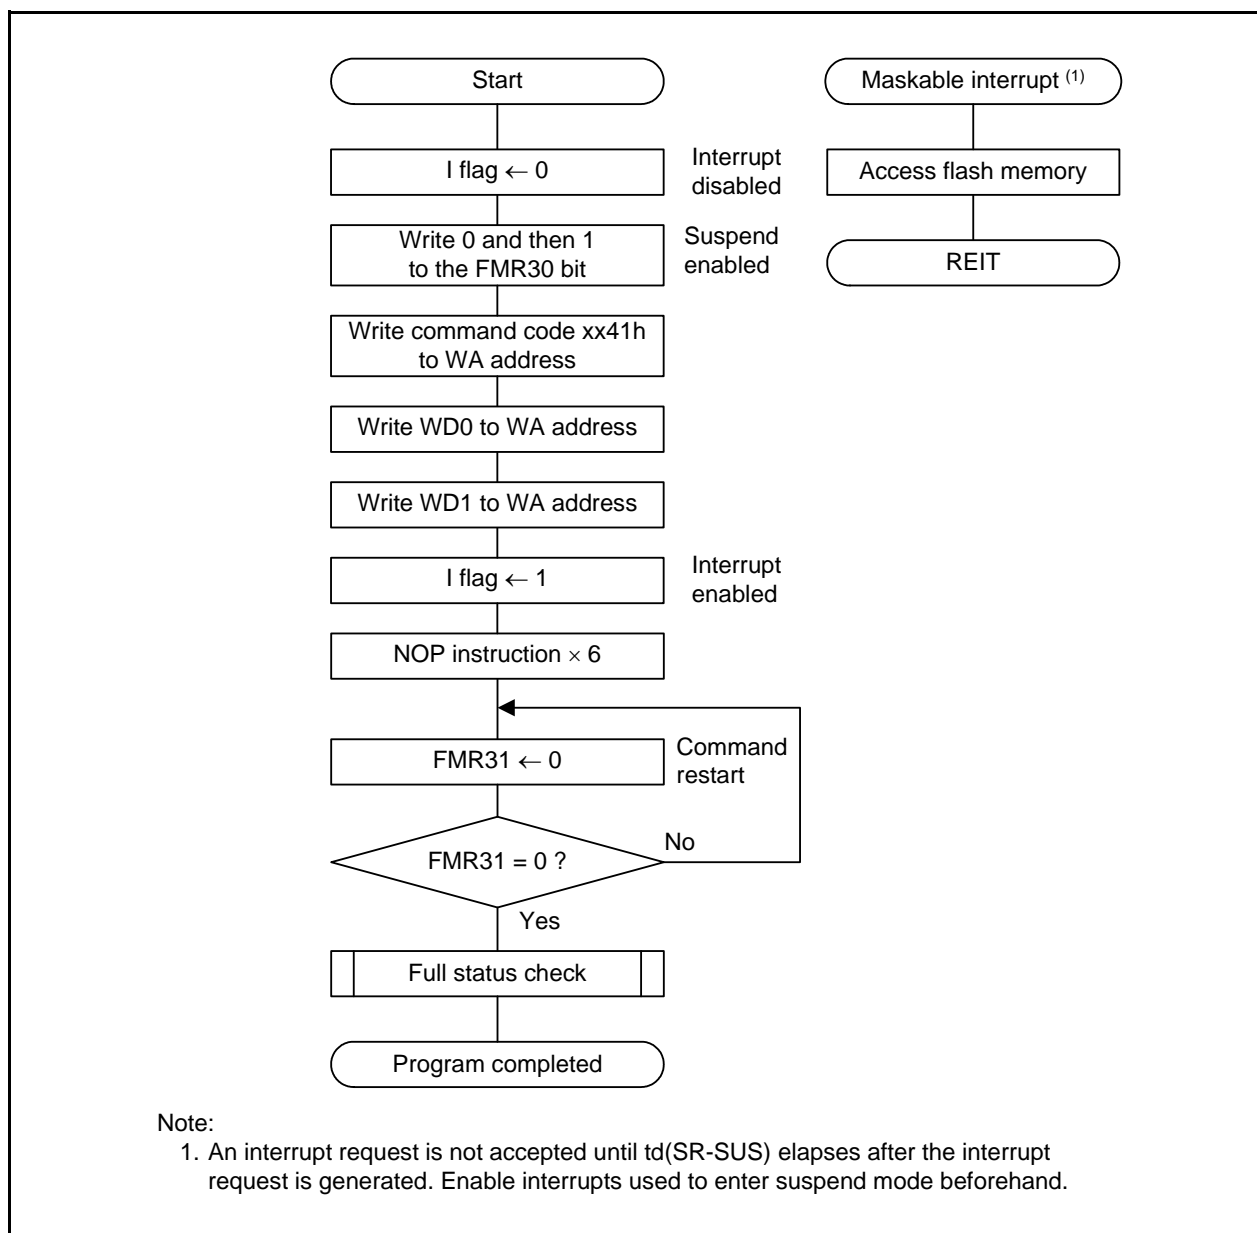 Start
I flag ← 0
Interrupt
disabled
Write 0 and then 1
to the FMR30 bit
Suspend
enabled
Write command code xx41h
to WA address
Write WD0 to WA address
Write WD1 to WA address
I flag ← 1
Interrupt
enabled
NOP instruction × 6
FMR31 ← 0
Command
restart
FMR31 = 0 ?
No
Yes
Full status check
Program completed
Maskable interrupt (1)
Access flash memory
REIT
Note:
1. An interrupt request is not accepted until td(SR-SUS) elapses after the interrupt
request is generated. Enable interrupts used to enter suspend mode beforehand.